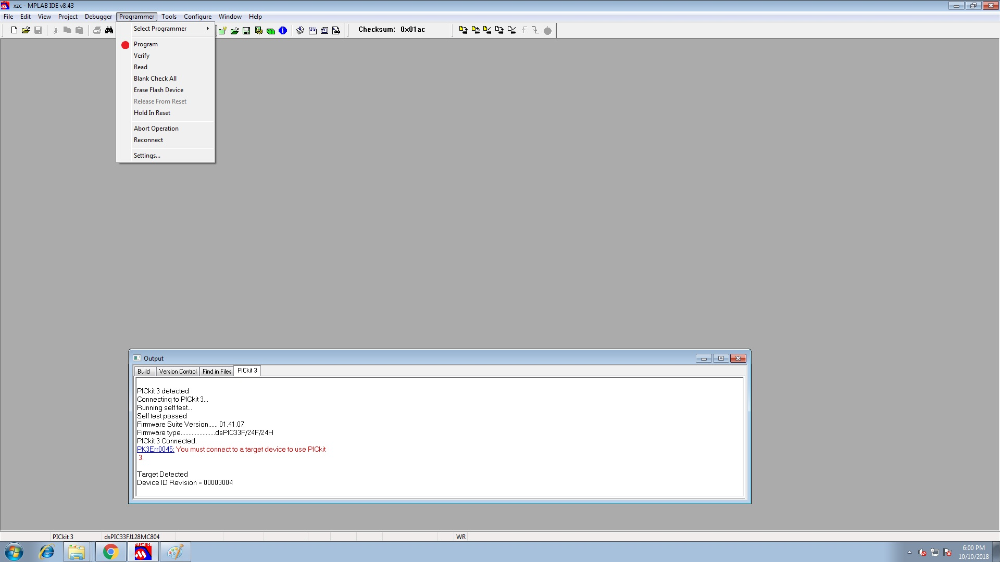 xzc - MPLAB IDE v8.43
File Edit View Project Debugger Programmer Tools Configure Window Help
Checksum: 0x01ac
Select Programmer
Program
Verify
Read
Blank Check All
Erase Flash Device
Release From Reset
Hold In Reset
Abort Operation
Reconnect
Settings...
Output
Build Version Control Find in Files PICkit 3
PICkit 3 detected
Connecting to PICkit 3...
Running self test...
Self test passed
Firmware Suite Version...... 01.41.07
Firmware type......................dsPIC33F/24F/24H
PICkit 3 Connected.
PK3Err0045: You must connect to a target device to use PICkit
3.
Target Detected
Device ID Revision = 00003004
PICkit 3 dsPIC33FJ128MC804 WR
MPLAB IDE
6:00 PM
10/10/2018